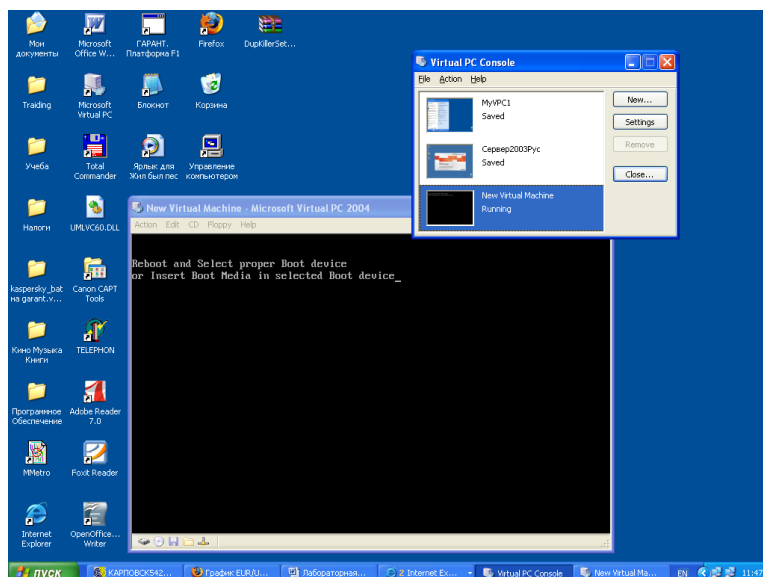 Мои
документы
Microsoft
Office W...
ГАРАНТ.
Платформа F1
Firefox
DupKillerSet...
Traiding
Microsoft
Virtual PC
Блокнот
Корзина
Учеба
Total
Commander
Ярлык для
Жил был пес
Управление
компьютером
Налоги
UMLVC60.DLL
kaspersky_bat
на garant.v...
Canon CAPT
Tools
Кино Музыка
Книги
TELEPHON
Программное
Обеспечение
Adobe Reader
7.0
MMetro
Foxit Reader
Internet
Explorer
OpenOffice...
Writer
Virtual PC Console
File Action Help
MyVPC1
Saved
Сервер2003Рус
Saved
New Virtual Machine
Running
New...
Settings
Remove
Close...
New Virtual Machine - Microsoft Virtual PC 2004
Action Edit CD Floppy Help
Reboot and Select proper Boot device
or Insert Boot Media in selected Boot device_
пуск
КАРПОВСК542...
График EUR/U...
Лабораторная...
2 Internet Ex...
Virtual PC Console
New Virtual Ma...
EN
11:47